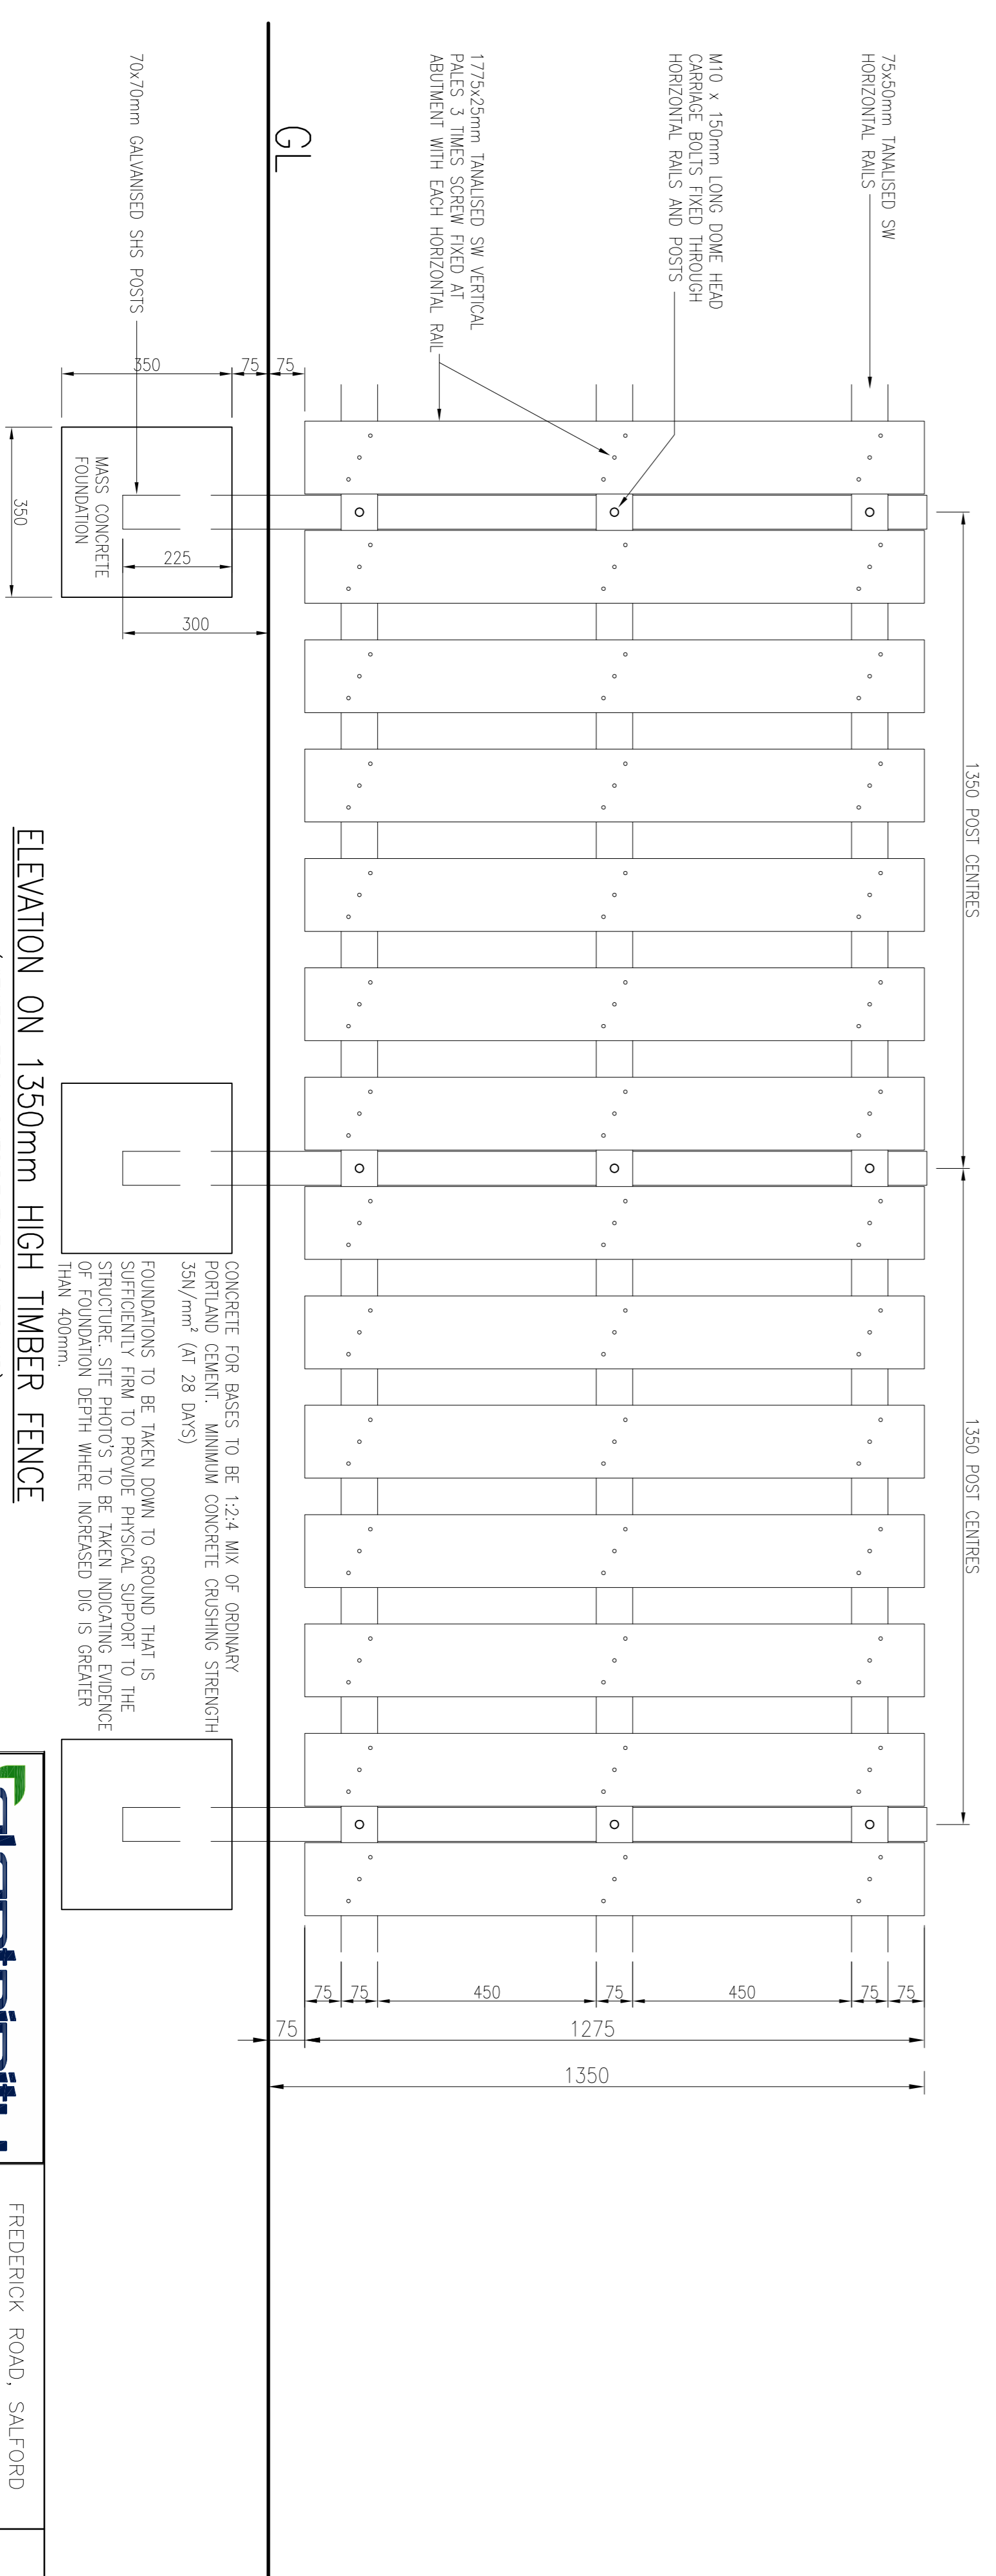 1350 POST CENTRES
1350 POST CENTRES
75x50mm TANALISED SW
HORIZONTAL RAILS
M10 x 150mm LONG DOME HEAD
CARRIAGE BOLTS FIXED THROUGH
HORIZONTAL RAILS AND POSTS
1775x25mm TANALISED SW VERTICAL
PALES 3 TIMES SCREW FIXED AT
ABUTMENT WITH EACH HORIZONTAL RAIL
75
75
450
75
450
75
75
1275
75
1350
GL
75
75
350
70x70mm GALVANISED SHS POSTS
MASS CONCRETE
FOUNDATION
225
300
350
CONCRETE FOR BASES TO BE 1:2:4 MIX OF ORDINARY
PORTLAND CEMENT. MINIMUM CONCRETE CRUSHING STRENGTH
35N/mm² (AT 28 DAYS)
FOUNDATIONS TO BE TAKEN DOWN TO GROUND THAT IS
SUFFICIENTLY FIRM TO PROVIDE PHYSICAL SUPPORT TO THE
STRUCTURE. SITE PHOTO'S TO BE TAKEN INDICATING EVIDENCE
OF FOUNDATION DEPTH WHERE INCREASED DIG IS GREATER
THAN 400mm.
ELEVATION ON 1350mm HIGH TIMBER FENCE
FREDERICK ROAD, SALFORD